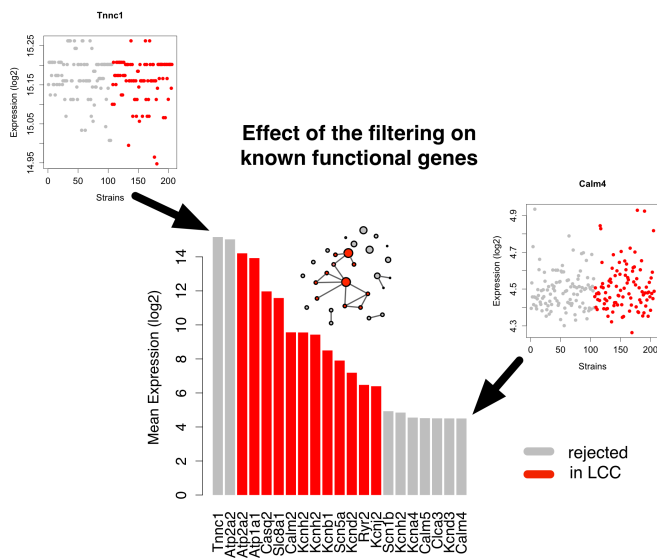 Tnnc1
Expression (log2)
14.95 15.05 15.15 15.25
0 50 100 150 200
Strains
Effect of the filtering on
known functional genes
Calm4
Expression (log2)
4.3 4.5 4.7 4.9
0 50 100 150 200
Strains
Mean Expression (log2)
0 2 4 6 8 10 12 14
rejected
in LCC
Tnnc1
Atp2a2
Atp2a2
Atp1a1
Casq2
Slc8a1
Calm2
Kcnh2
Kcnh2
Kcnb1
Scn5a
Kcnd2
Ryr2
Kcnj2
Scn1b
Kcnh2
Kcna4
Calm5
Clca3
Kcnd3
Calm4